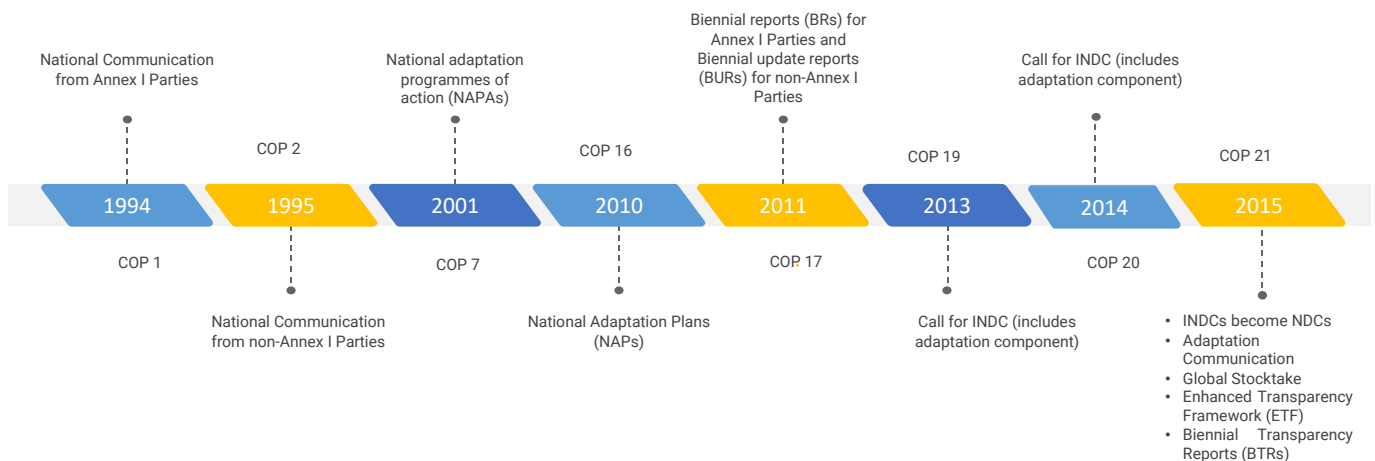 National Communication
from Annex I Parties
National adaptation
programmes of
action (NAPAs)
Biennial reports (BRs) for
Annex I Parties and
Biennial update reports
(BURs) for non-Annex I
Parties
Call for INDC (includes
adaptation component)
COP 2
COP 16
COP 19
COP 21
1994
1995
2001
2010
2011
2013
2014
2015
COP 1
COP 7
COP 17
COP 20
National Communication
from non-Annex I Parties
National Adaptation Plans
(NAPs)
Call for INDC (includes
adaptation component)
• INDCs become NDCs
• Adaptation
Communication
• Global Stocktake
• Enhanced Transparency
Framework (ETF)
• Biennial Transparency
Reports (BTRs)